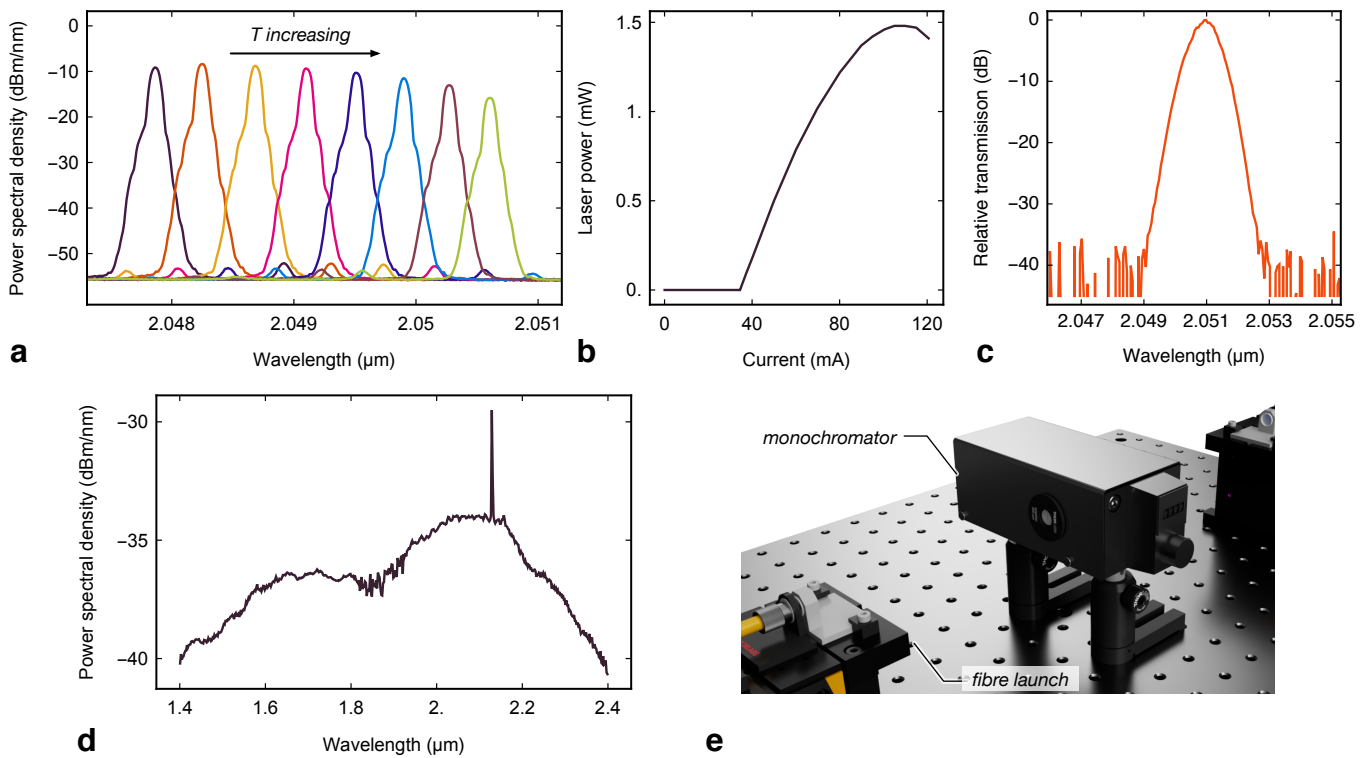 0
−10
−20
−30
−40
−50
Power spectral density (dBm/nm)
T increasing
2.048
2.049
2.05
2.051
Wavelength (μm)
a
1.5
1.
0.5
0.
Laser power (mW)
0
40
80
120
Current (mA)
b
0
−10
−20
−30
−40
Relative transmisison (dB)
2.047
2.049
2.051
2.053
2.055
Wavelength (μm)
c
−30
−35
−40
Power spectral density (dBm/nm)
1.4
1.6
1.8
2.
2.2
2.4
Wavelength (μm)
d
monochromator
fibre launch
e